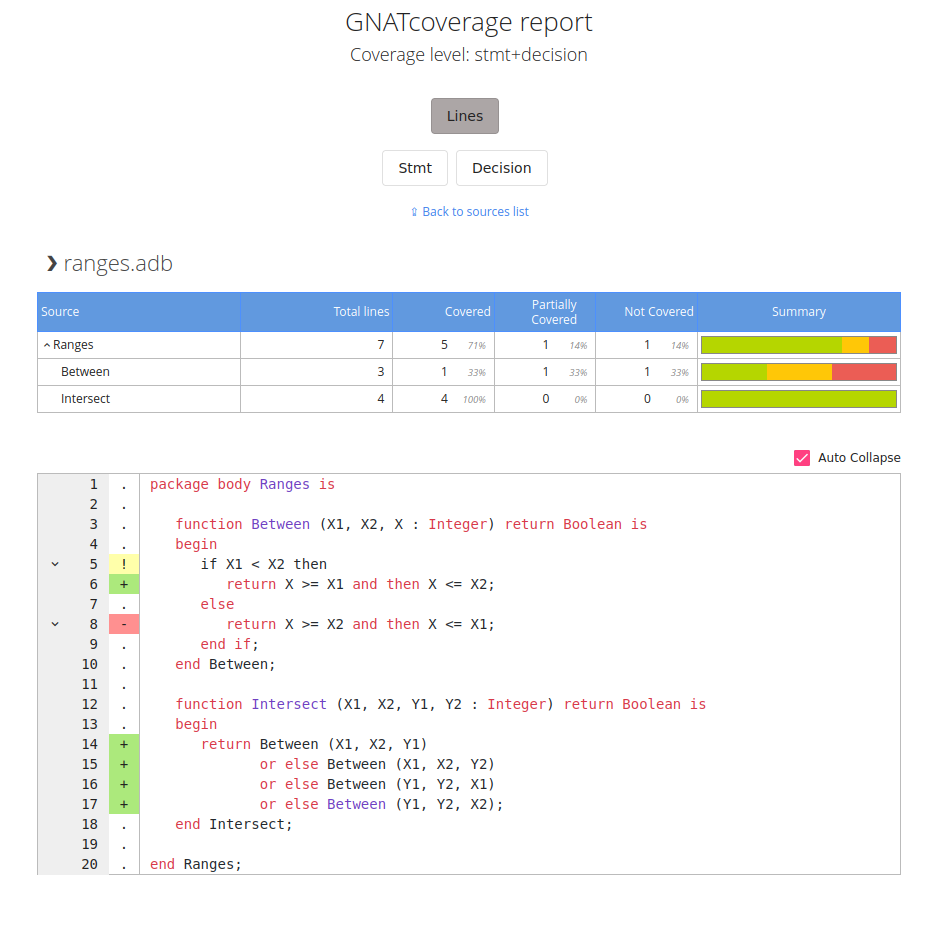 GNATcoverage report
Coverage level: stmt+decision
Lines
Stmt Decision
⇪ Back to sources list
❯ ranges.adb
Source Total lines Covered Partially Covered Not Covered Summary
^ Ranges 7 5 71% 1 14% 1 14%
Between 3 1 33% 1 33% 1 33%
Intersect 4 4 100% 0 0% 0 0%
Auto Collapse
1 . package body Ranges is
2 .
3 . function Between (X1, X2, X : Integer) return Boolean is
4 . begin
5 ! if X1 < X2 then
6 + return X >= X1 and then X <= X2;
7 . else
8 - return X >= X2 and then X <= X1;
9 . end if;
10 . end Between;
11 .
12 . function Intersect (X1, X2, Y1, Y2 : Integer) return Boolean is
13 . begin
14 + return Between (X1, X2, Y1)
15 + or else Between (X1, X2, Y2)
16 + or else Between (Y1, Y2, X1)
17 + or else Between (Y1, Y2, X2);
18 . end Intersect;
19 .
20 . end Ranges;